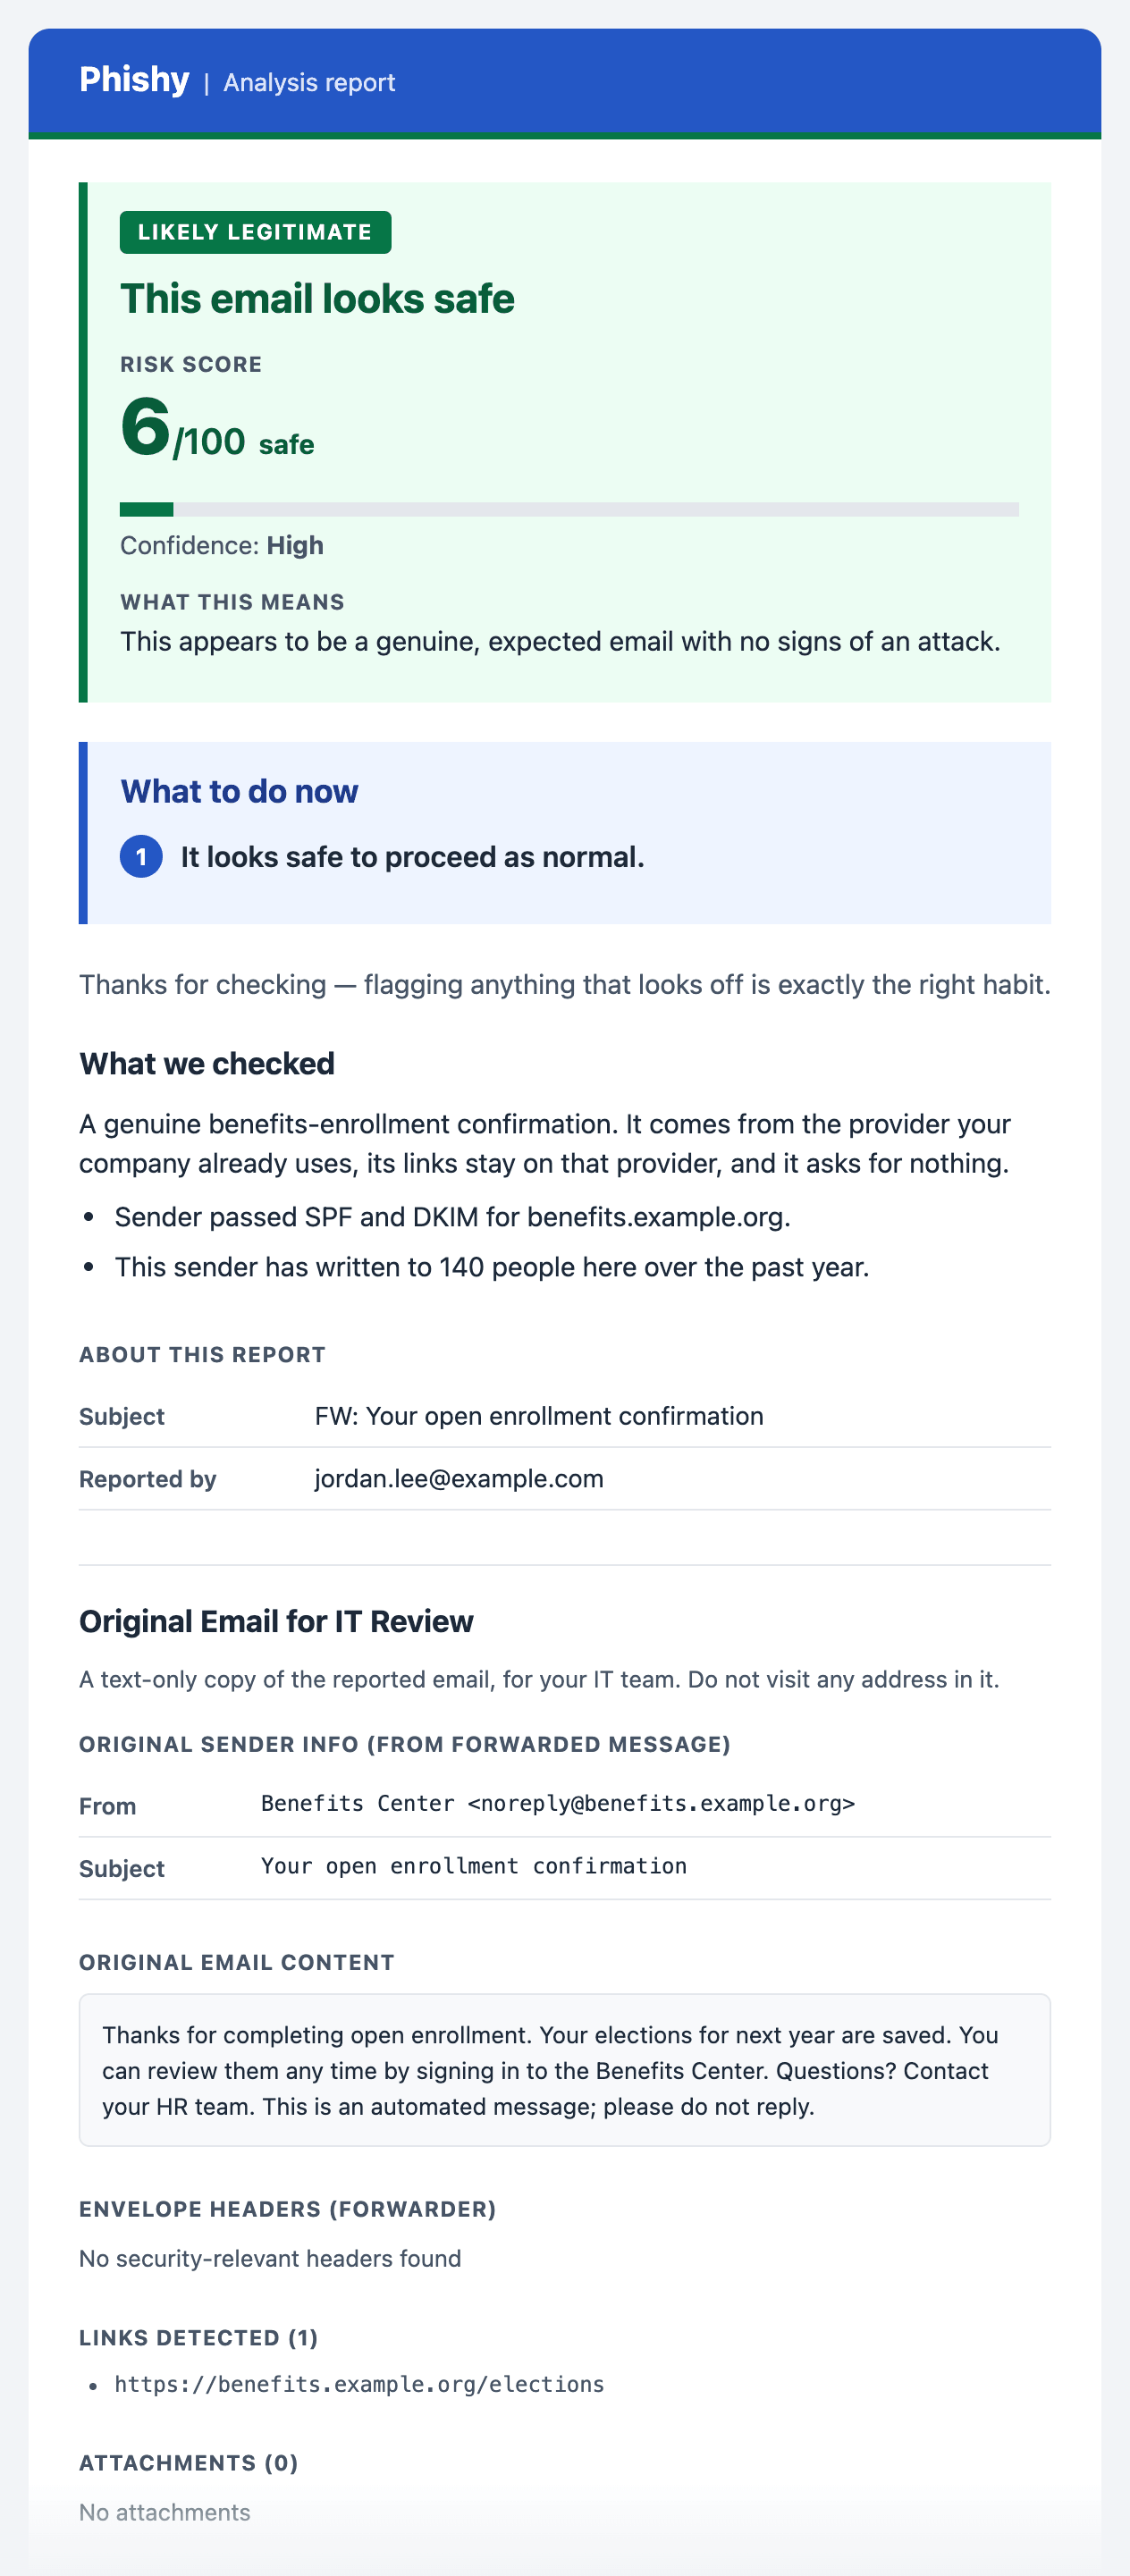 Phishy | Analysis report
LIKELY LEGITIMATE
This email looks safe
RISK SCORE
6/100 safe
Confidence: High
WHAT THIS MEANS
This appears to be a genuine, expected email with no signs of an attack.
What to do now
1 It looks safe to proceed as normal.
Thanks for checking — flagging anything that looks off is exactly the right habit.
What we checked
A genuine benefits-enrollment confirmation. It comes from the provider your
company already uses, its links stay on that provider, and it asks for nothing.
• Sender passed SPF and DKIM for benefits.example.org.
• This sender has written to 140 people here over the past year.
ABOUT THIS REPORT
Subject FW: Your open enrollment confirmation
Reported by jordan.lee@example.com
Original Email for IT Review
A text-only copy of the reported email, for your IT team. Do not visit any address in it.
ORIGINAL SENDER INFO (FROM FORWARDED MESSAGE)
From Benefits Center <noreply@benefits.example.org>
Subject Your open enrollment confirmation
ORIGINAL EMAIL CONTENT
Thanks for completing open enrollment. Your elections for next year are saved. You
can review them any time by signing in to the Benefits Center. Questions? Contact
your HR team. This is an automated message; please do not reply.
ENVELOPE HEADERS (FORWARDER)
No security-relevant headers found
LINKS DETECTED (1)
• https://benefits.example.org/elections
ATTACHMENTS (0)
No attachments